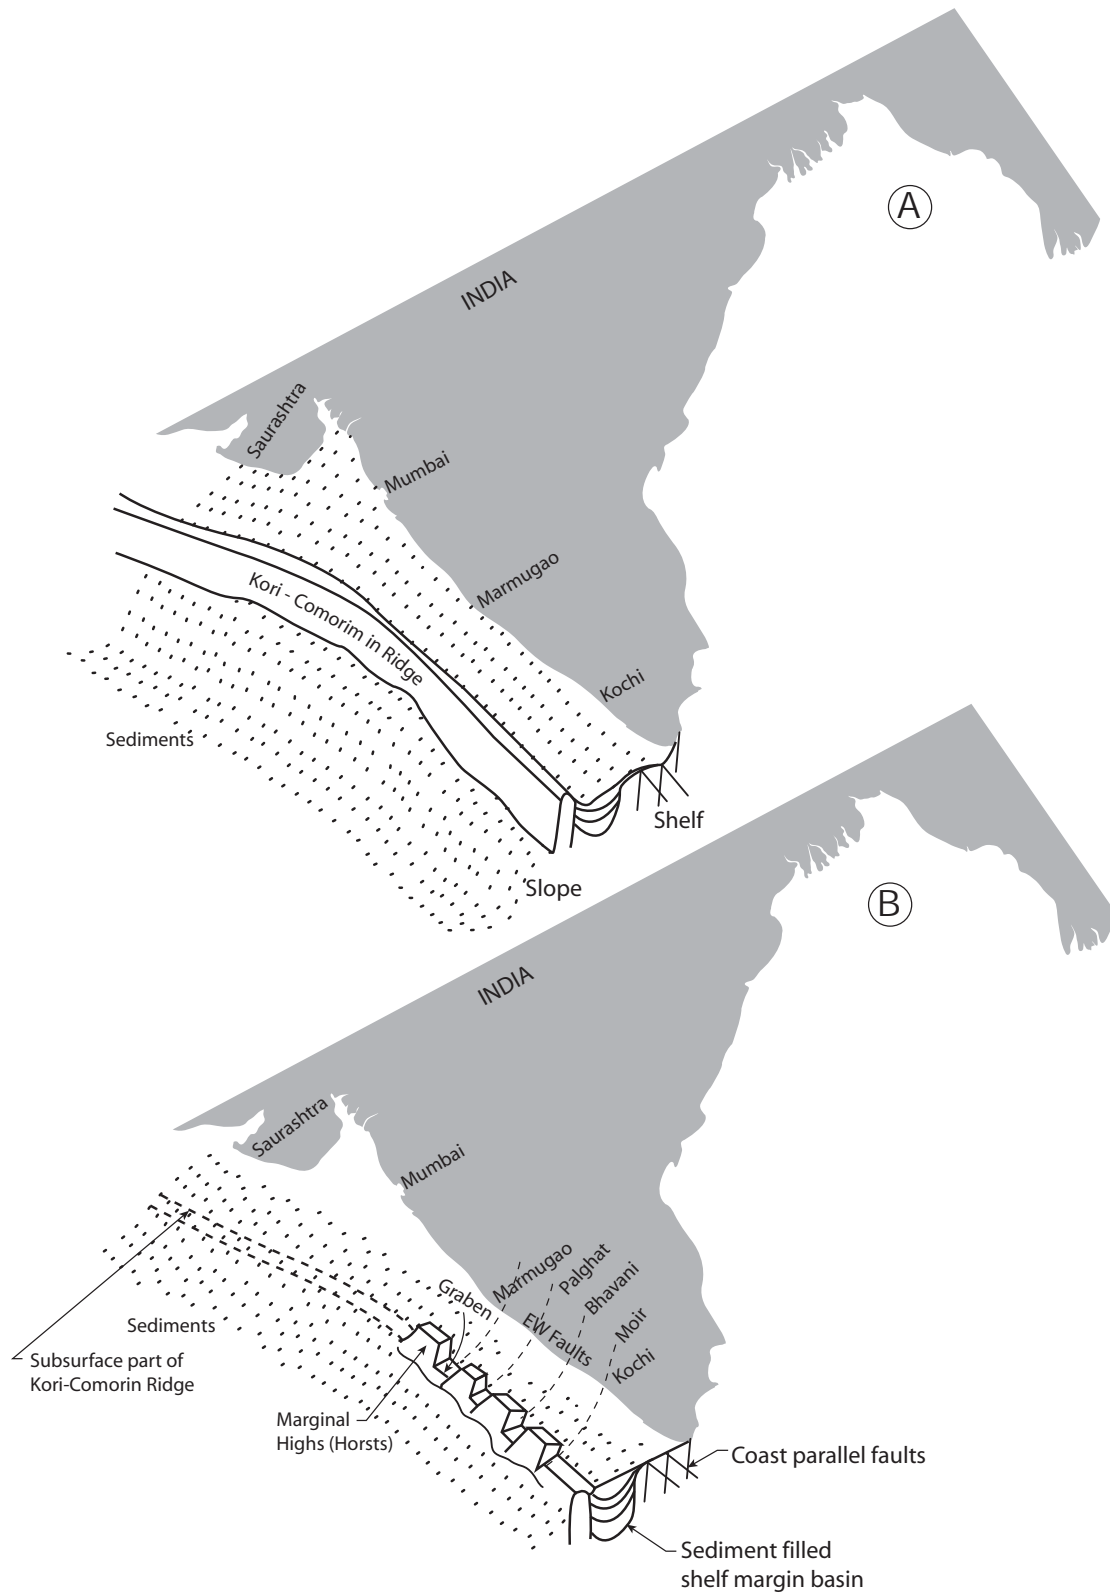 A
INDIA
Saurashtra
Mumbai
Marmugao
Kori - Comorim in Ridge
Kochi
Sediments
Shelf
Slope
B
INDIA
Saurashtra
Mumbai
Marmugao
Palghat
Bhavani
Graben
EW Faults
Moir
Kochi
Sediments
Subsurface part of
Kori-Comorin Ridge
Marginal
Highs (Horsts)
Coast parallel faults
Sediment filled
shelf margin basin